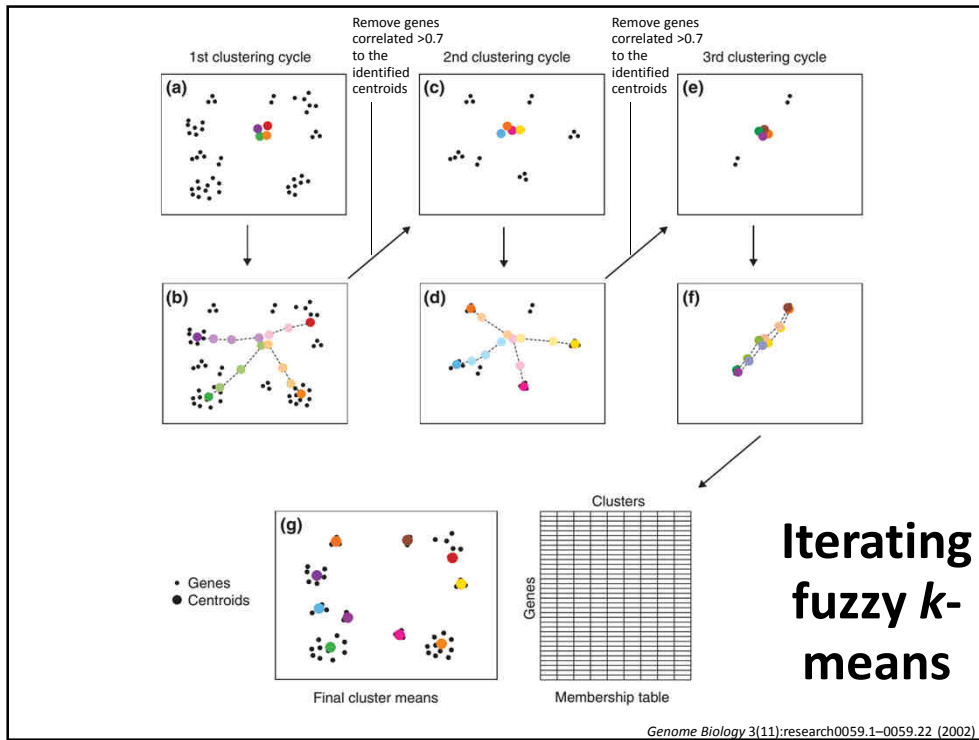 Remove genes
correlated >0.7
to the
identified
centroids
Remove genes
correlated >0.7
to the
identified
centroids
1st clustering cycle
2nd clustering cycle
3rd clustering cycle
(a)
(c)
(e)
(b)
(d)
(f)
(g)
Genes
Centroids
Final cluster means
Clusters
Genes
Membership table
Iterating
fuzzy k-
means
Genome Biology 3(11):research0059.1–0059.22 (2002)